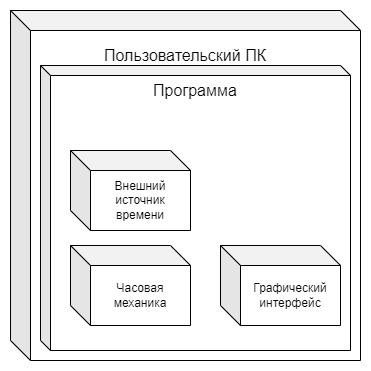 Пользовательский ПК
Программа
Внешний
источник
времени
Часовая
механика
Графический
интерфейс